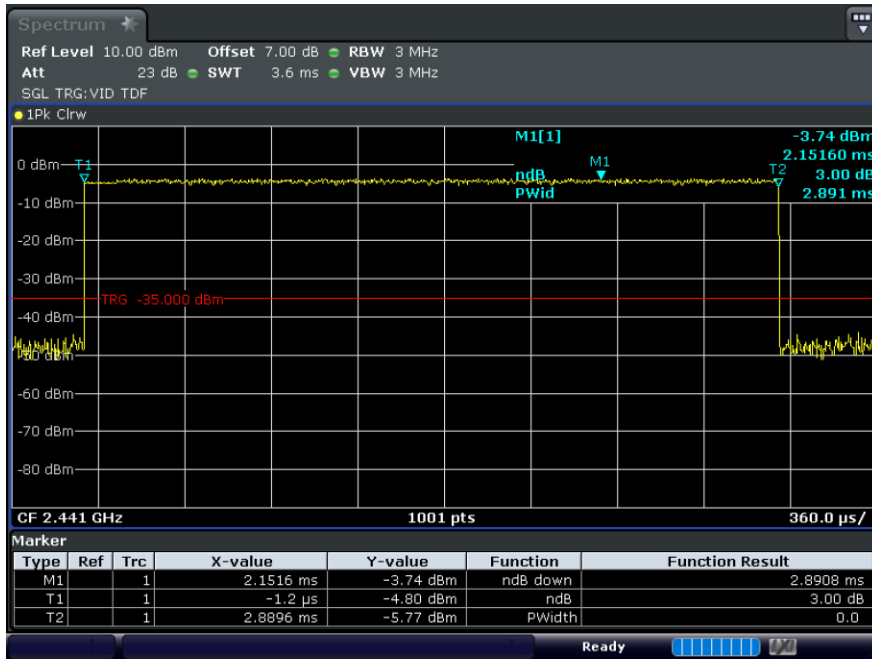 Spectrum
Ref Level 10.00 dBm Offset 7.00 dB RBW 3 MHz
Att 23 dB SWT 3.6 ms VBW 3 MHz
SGL TRG:VID TDF
1Pk Clrw
M1[1] -3.74 dBm
2.15160 ms
ndB 3.00 dB
PWid 2.891 ms
0 dBm
T1
M1
T2
-10 dBm
-20 dBm
-30 dBm
TRG -35.000 dBm
-40 dBm
-50 dBm
-60 dBm
-70 dBm
-80 dBm
CF 2.441 GHz 1001 pts 360.0 µs/
Marker
Type Ref Trc X-value Y-value Function Function Result
M1 1 2.1516 ms -3.74 dBm ndB down 2.8908 ms
T1 1 -1.2 µs -4.80 dBm ndB 3.00 dB
T2 1 2.8896 ms -5.77 dBm PWidth 0.0
Ready